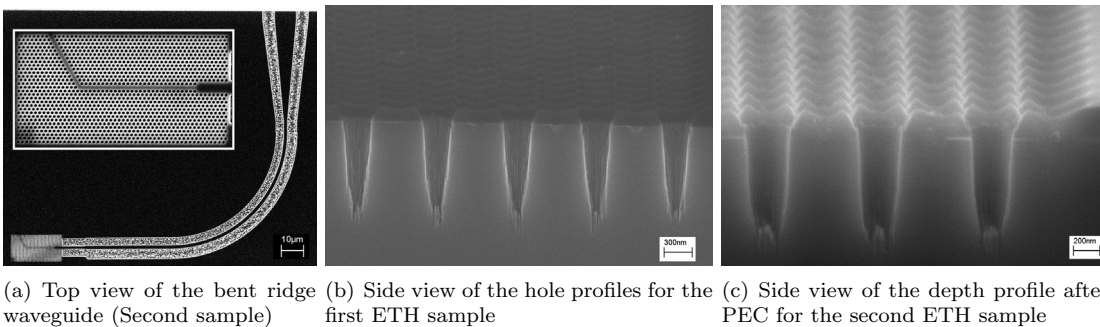 10µm
300nm
200nm
(a) Top view of the bent ridge
waveguide (Second sample)
(b) Side view of the hole profiles for the
first ETH sample
(c) Side view of the depth profile afte
PEC for the second ETH sample